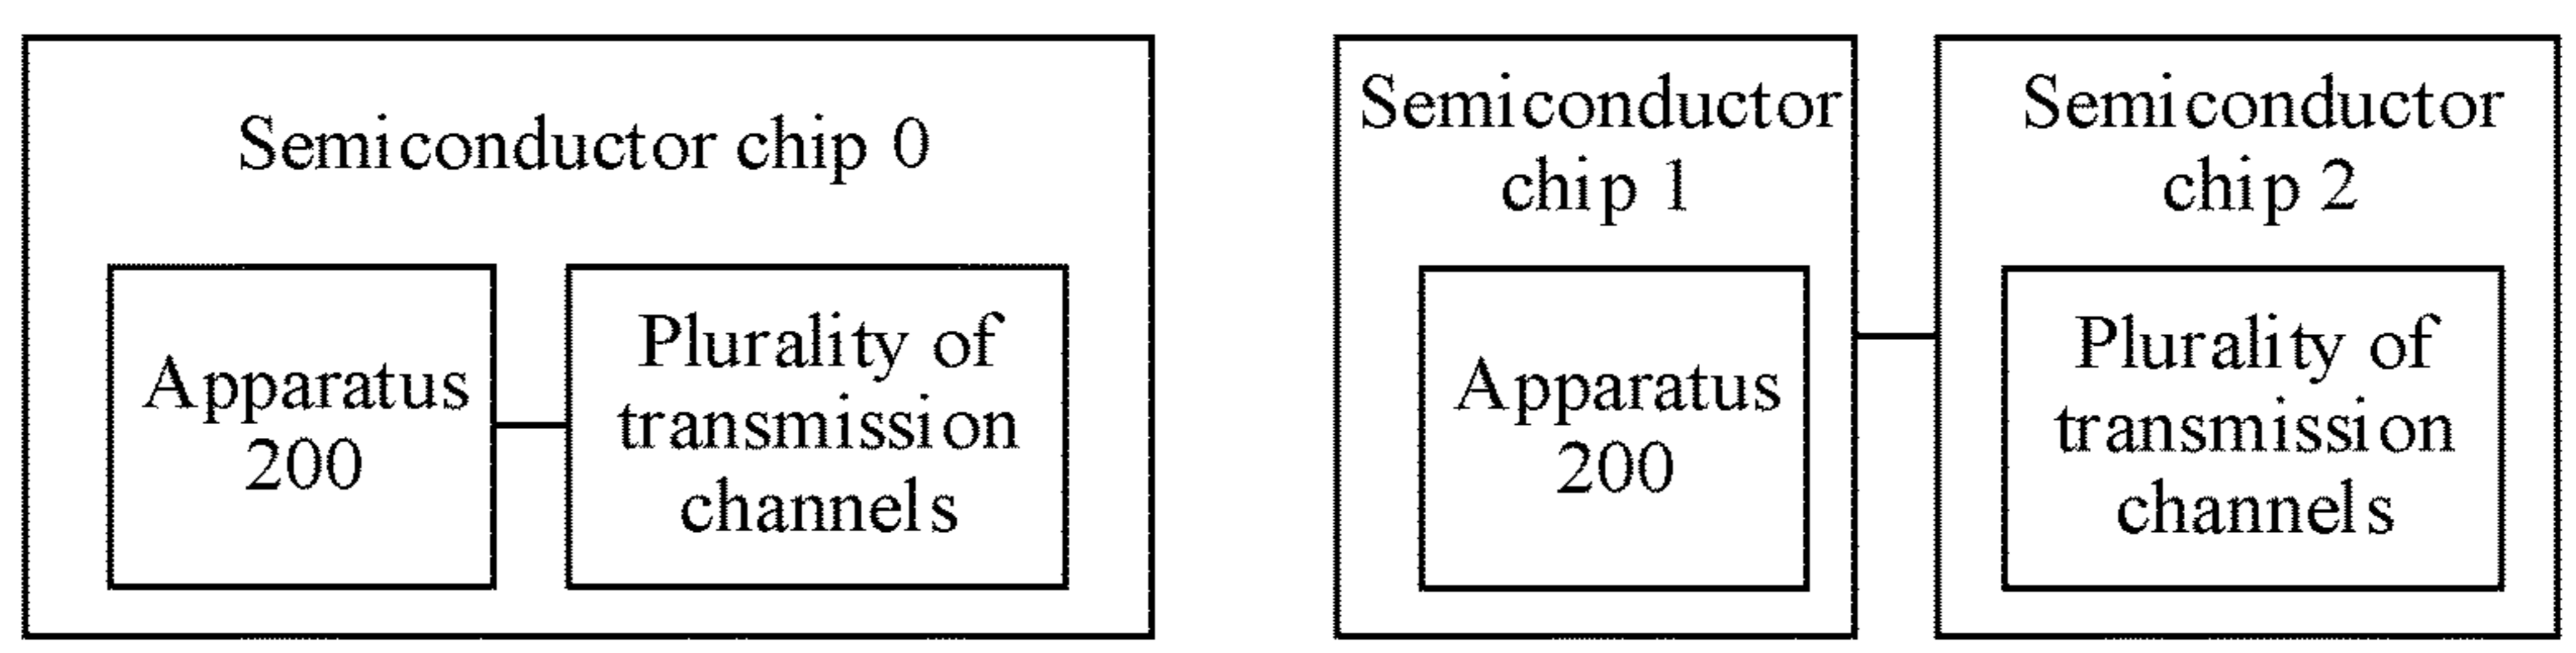 Semiconductor chip 0
Apparatus
200
Plurality of
transmission
channels
Semiconductor
chip 1
Apparatus
200
Semiconductor
chip 2
Plurality of
transmission
channels